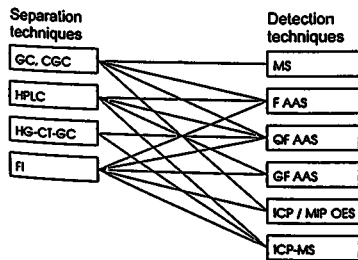 Separation
techniques
GC, CGC
HPLC
HG-CT-GC
FI
Detection
techniques
MS
F AAS
QF AAS
GF AAS
ICP / MIP OES
ICP-MS